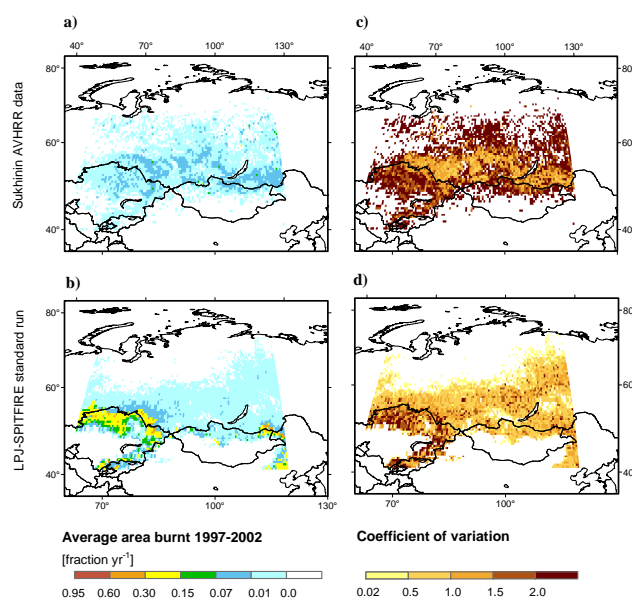 a)
c)
40°
70°
100°
130°
40°
70°
100°
130°
Sukhinin AVHRR data
80°
60°
40°
80°
60°
40°
b)
d)
LPJ-SPITFIRE standard run
80°
60°
40°
80°
60°
40°
70°
100°
130°
70°
100°
Average area burnt 1997-2002
Coefficient of variation
[fraction yr-1]
0.95 0.60 0.30 0.15 0.07 0.01 0.0
0.02 0.5 1.0 1.5 2.0